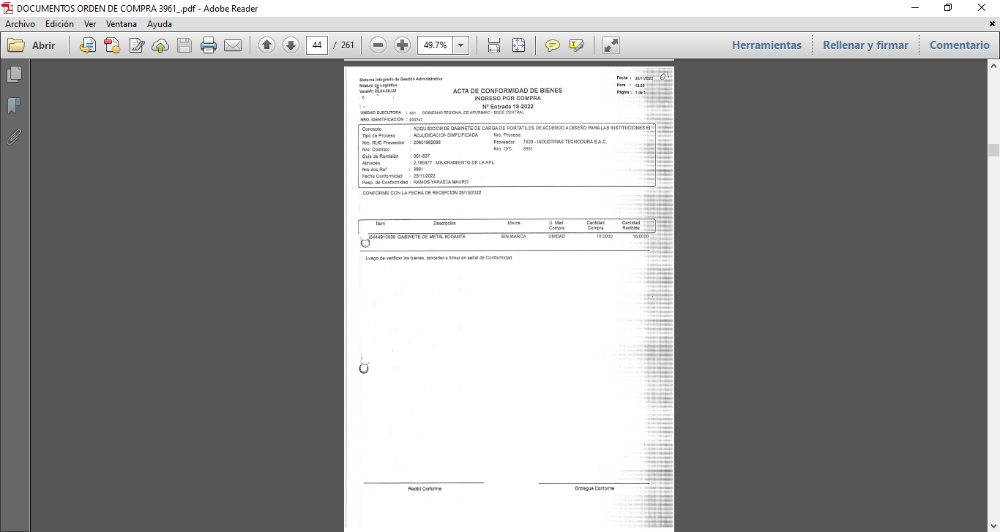 DOCUMENTOS ORDEN DE COMPRA 3961_.pdf - Adobe Reader
Archivo Edición Ver Ventana Ayuda
Abrir 44 / 261 49.7% Herramientas Rellenar y firmar Comentario
Sistema Integrado de Gestión Administrativa
Módulo de Logística
Versión 22.04.00.U2
Fecha : 23/11/2022
Hora : 12:25
Página : 1 de 1
01
ACTA DE CONFORMIDAD DE BIENES
INGRESO POR COMPRA
N° Entrada 19-2022
UNIDAD EJECUTORA : 001 GOBIERNO REGIONAL DE APURIMAC - SEDE CENTRAL
NRO. IDENTIFICACIÓN : 000747
Concepto : ADQUISICION DE GABINETE DE CARGA DE PORTATILES DE ACUERDO A DISEÑO PARA LAS INSTITUCIONES
Tipo de Proceso : ADJUDICACION SIMPLIFICADA Nro. Proceso:
Nro. RUC Proveedor : 20601862698 Proveedor: 7420 - INDUSTRIAS TECNODURA S.A.C.
Nro. Contrato : Nro. O/C: 3961
Guia de Remisión : 001-837
Almacén : 2.185877 : MEJORAMIENTO DE LA APL
Nro doc Ref : 3961
Fecha Conformidad : 23/11/2022
Resp. de Conformidad : RAMOS YARASCA MAURO
CONFORME CON LA FECHA DE RECEPCION 28/10/2022
Item Descripción Marca U. Med. Compra Cantidad Compra Cantidad Recibida
GABINETE DE METAL RODANTE SIN MARCA UNIDAD 15.0000 15.0000
Luego de verificar los bienes, proceden a firmar en señal de Conformidad.
Recibí Conforme Entregué Conforme